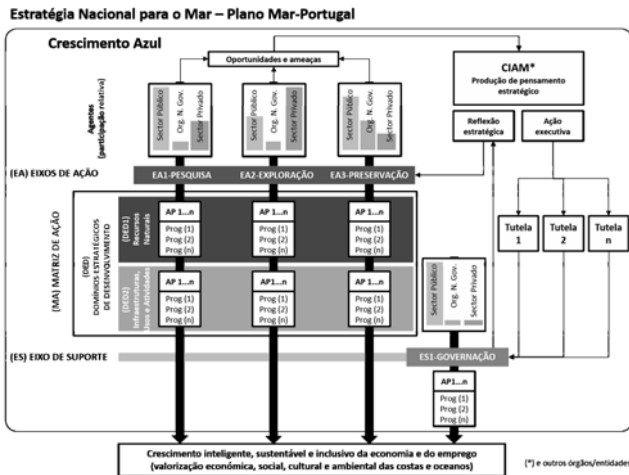 Estratégia Nacional para o Mar – Plano Mar-Portugal
Crescimento Azul
Oportunidades e ameaças
CIAM*
Produção de pensamento
estratégico
Agentes
(participação relativa)
Sector Público
Org. N. Gov.
Sector Privado
Sector Público
Org. N. Gov.
Sector Privado
Sector Público
Org. N. Gov.
Sector Privado
Reflexão
estratégica
Ação
executiva
(EA) EIXOS DE AÇÃO
EA1-PESQUISA
EA2-EXPLORAÇÃO
EA3-PRESERVAÇÃO
(MA) MATRIZ DE AÇÃO
(DED)
DOMÍNIOS ESTRATÉGICOS
DE DESENVOLVIMENTO
(DED1)
Recursos
Naturais
AP 1...n
Prog (1)
Prog (2)
Prog (n)
AP 1...n
Prog (1)
Prog (2)
Prog (n)
AP 1...n
Prog (1)
Prog (2)
Prog (n)
Tutela
1
Tutela
2
Tutela
n
(DED2)
Infraestruturas,
Usos e Atividades
AP 1...n
Prog (1)
Prog (2)
Prog (n)
AP 1...n
Prog (1)
Prog (2)
Prog (n)
AP 1...n
Prog (1)
Prog (2)
Prog (n)
Sector Público
Org. N. Gov.
Sector Privado
(ES) EIXO DE SUPORTE
ES1-GOVERNAÇÃO
AP1...n
Prog (1)
Prog (2)
Prog (n)
Crescimento inteligente, sustentável e inclusivo da economia e do emprego
(valorização económica, social, cultural e ambiental das costas e oceanos)
(*) e outros órgãos/entidades